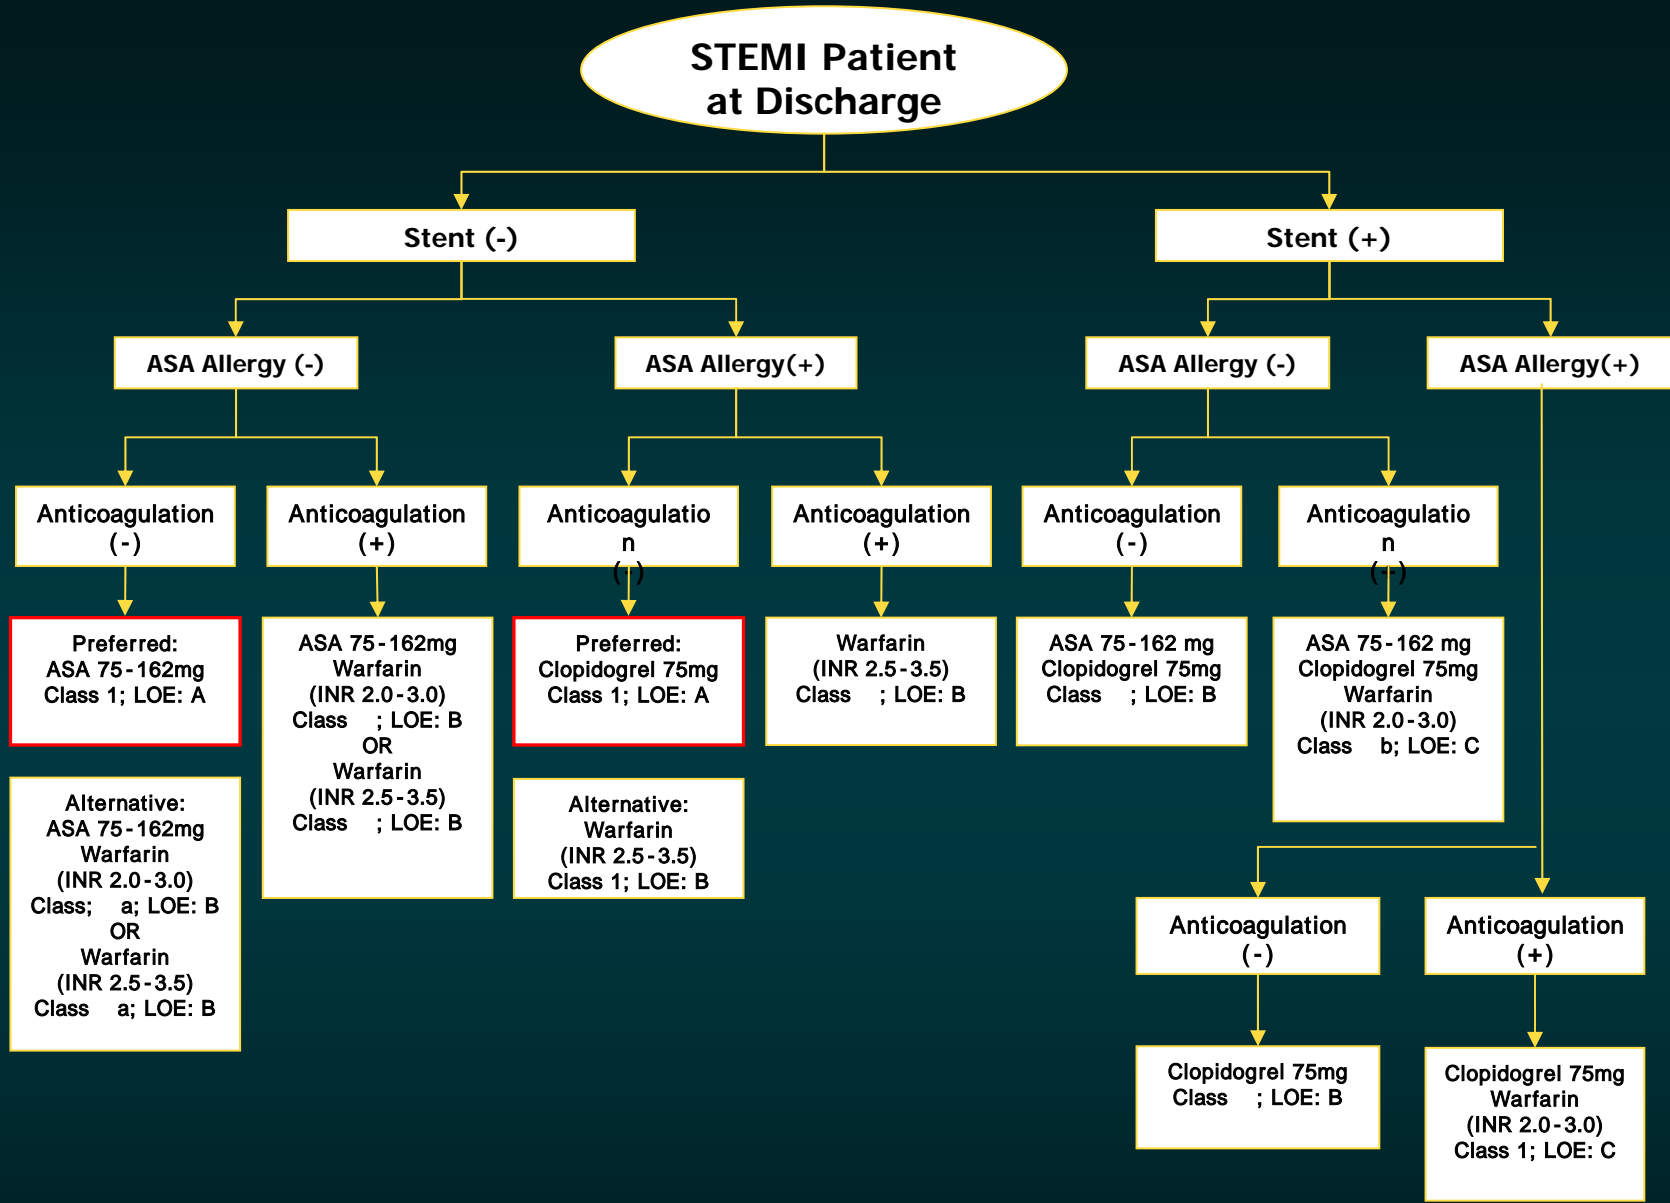 STEMI Patient
at Discharge
Stent (-)
Stent (+)
ASA Allergy (-)
ASA Allergy(+)
ASA Allergy (-)
ASA Allergy(+)
Anticoagulation
(-)
Anticoagulation
(+)
Anticoagulatio
n
(-)
Anticoagulation
(+)
Anticoagulation
(-)
Anticoagulatio
n
(+)
Preferred:
ASA 75-162mg
Class 1; LOE: A
ASA 75-162mg
Warfarin
(INR 2.0-3.0)
Class ; LOE: B
OR
Warfarin
(INR 2.5-3.5)
Class ; LOE: B
Preferred:
Clopidogrel 75mg
Class 1; LOE: A
Warfarin
(INR 2.5-3.5)
Class ; LOE: B
ASA 75-162 mg
Clopidogrel 75mg
Class ; LOE: B
ASA 75-162 mg
Clopidogrel 75mg
Warfarin
(INR 2.0-3.0)
Class b; LOE: C
Alternative:
ASA 75-162mg
Warfarin
(INR 2.0-3.0)
Class; a; LOE: B
OR
Warfarin
(INR 2.5-3.5)
Class a; LOE: B
Alternative:
Warfarin
(INR 2.5-3.5)
Class 1; LOE: B
Anticoagulation
(-)
Anticoagulation
(+)
Clopidogrel 75mg
Class ; LOE: B
Clopidogrel 75mg
Warfarin
(INR 2.0-3.0)
Class 1; LOE: C